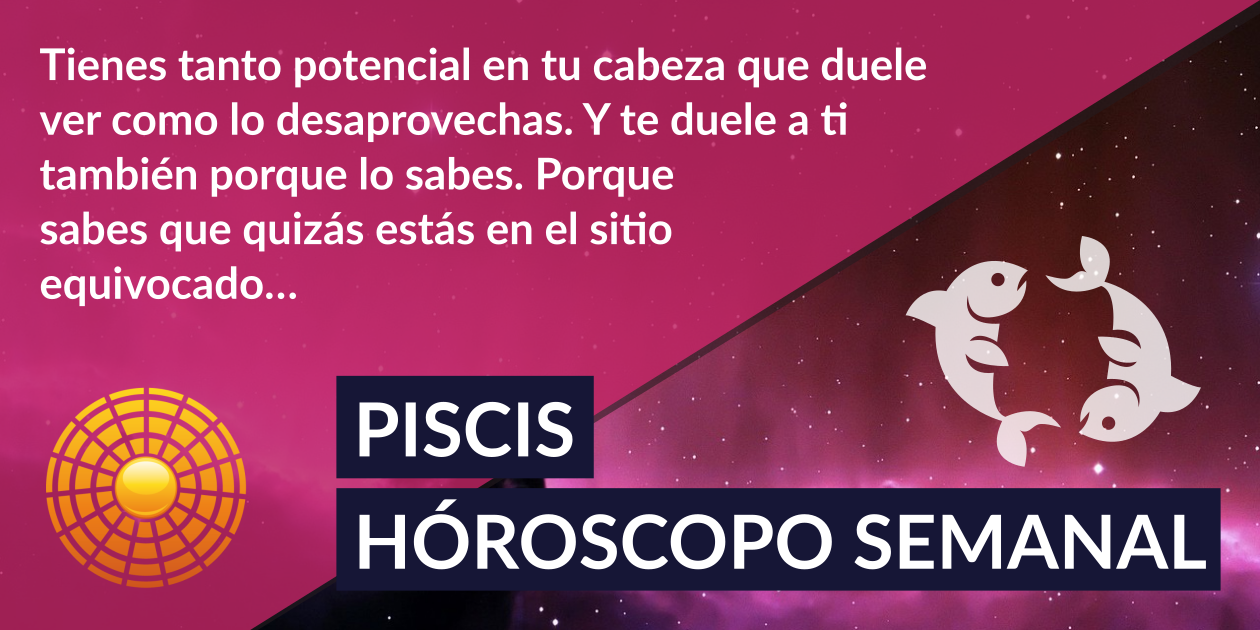 Tienes tanto potencial en tu cabeza que duele
ver como lo desaprovechas. Y te duele a ti
también porque lo sabes. Porque
sabes que quizás estás en el sitio
equivocado...
PISCIS
HÓROSCOPO SEMANAL